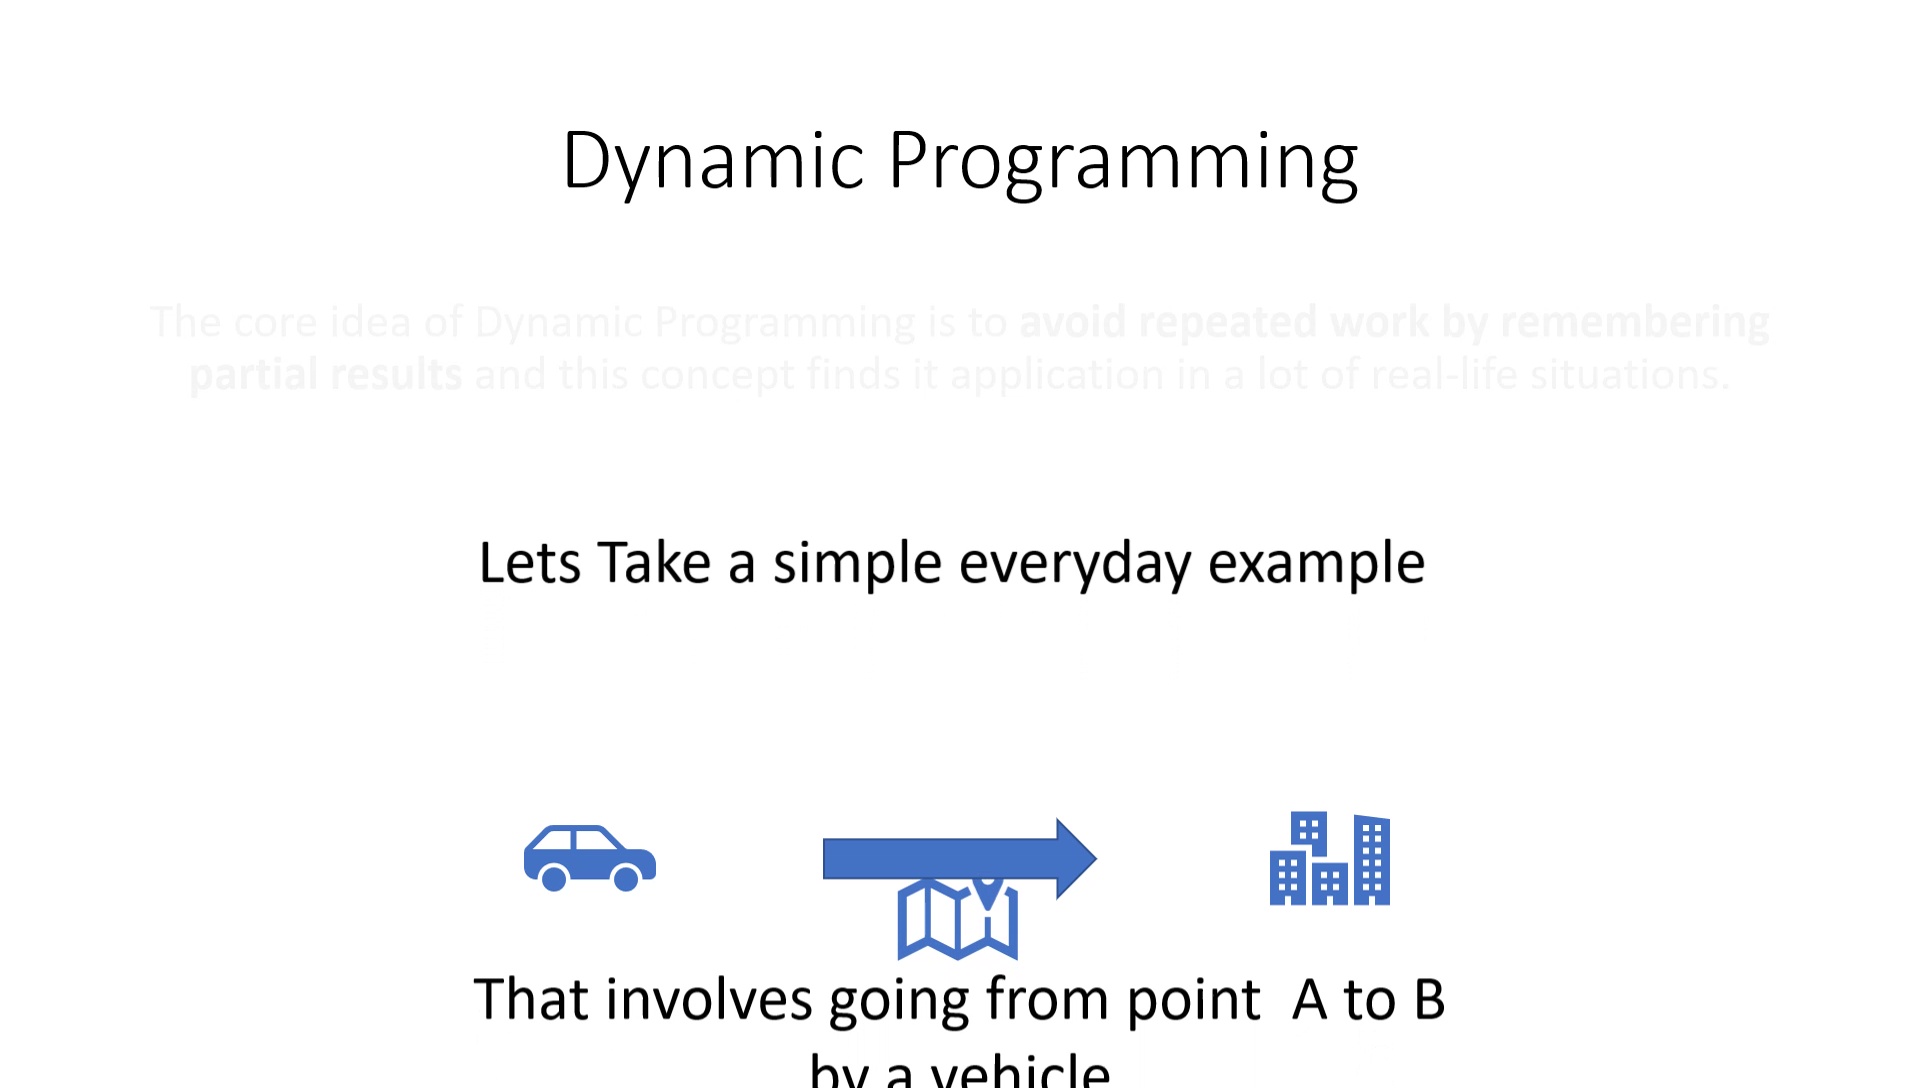 Dynamic Programming
The core idea of Dynamic Programming is to avoid repeated work by remembering
partial results and this concept finds it application in a lot of real-life situations.
Lets Take a simple everyday example
That involves going from point  A to B
by a vehicle